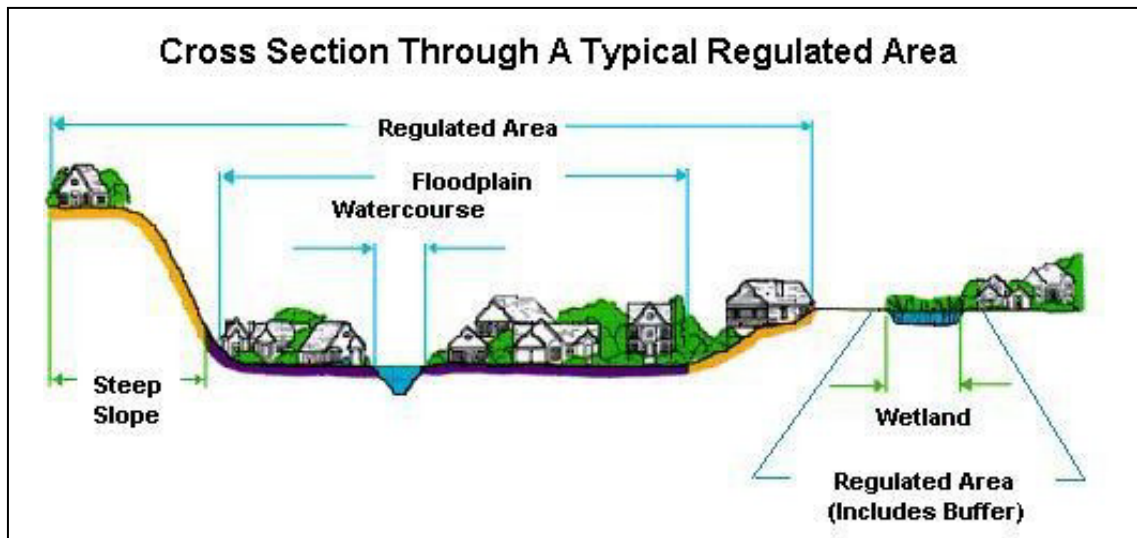 Cross Section Through A Typical Regulated Area
Regulated Area
Floodplain
Watercourse
Steep
Slope
Wetland
Regulated Area
(Includes Buffer)